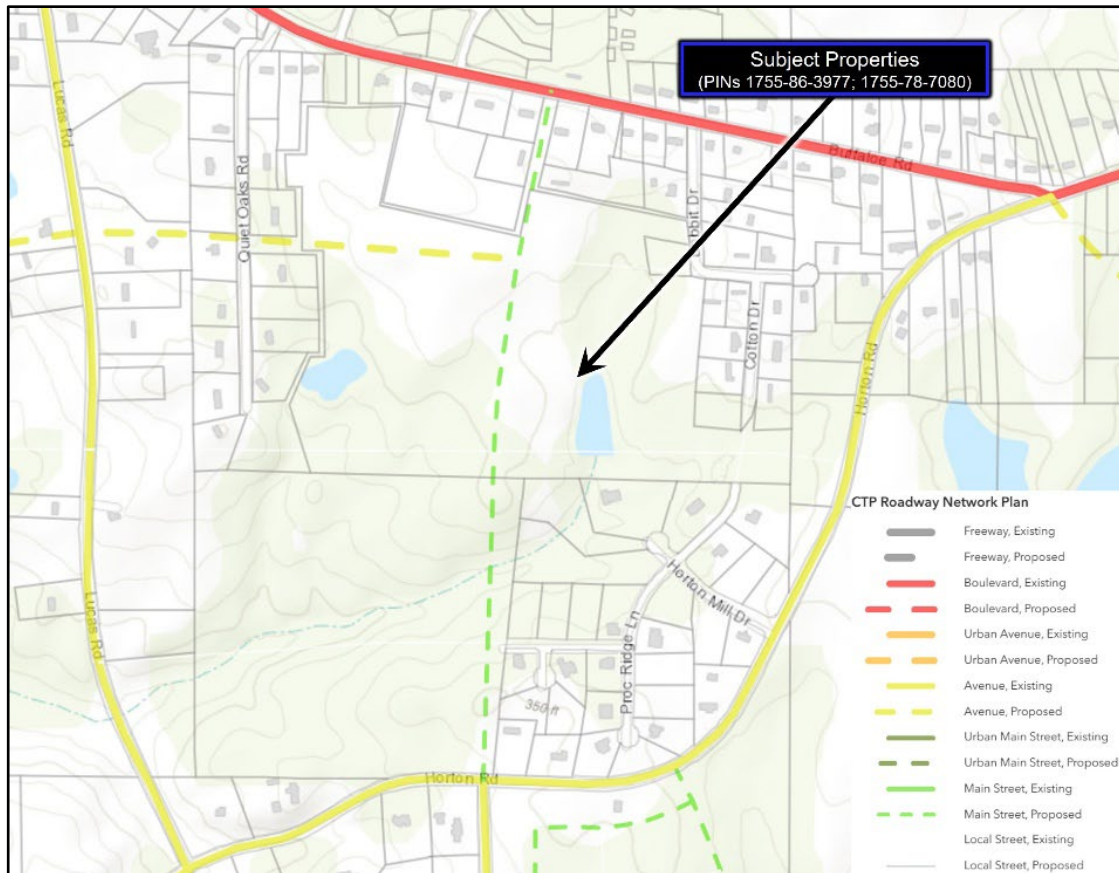 Subject Properties
(PINs 1755-86-3977; 1755-78-7080)
Lucas Rd
Quiet Oaks Rd
Buffaloe Rd
bbit Dr
Cotton Dr
Horton Rd
Lucas Rd
Horton Mill Dr
Proc Ridge Ln
350 ft
Horton Rd
CTP Roadway Network Plan
Freeway, Existing
Freeway, Proposed
Boulevard, Existing
Boulevard, Proposed
Urban Avenue, Existing
Urban Avenue, Proposed
Avenue, Existing
Avenue, Proposed
Urban Main Street, Existing
Urban Main Street, Proposed
Main Street, Existing
Main Street, Proposed
Local Street, Existing
Local Street, Proposed